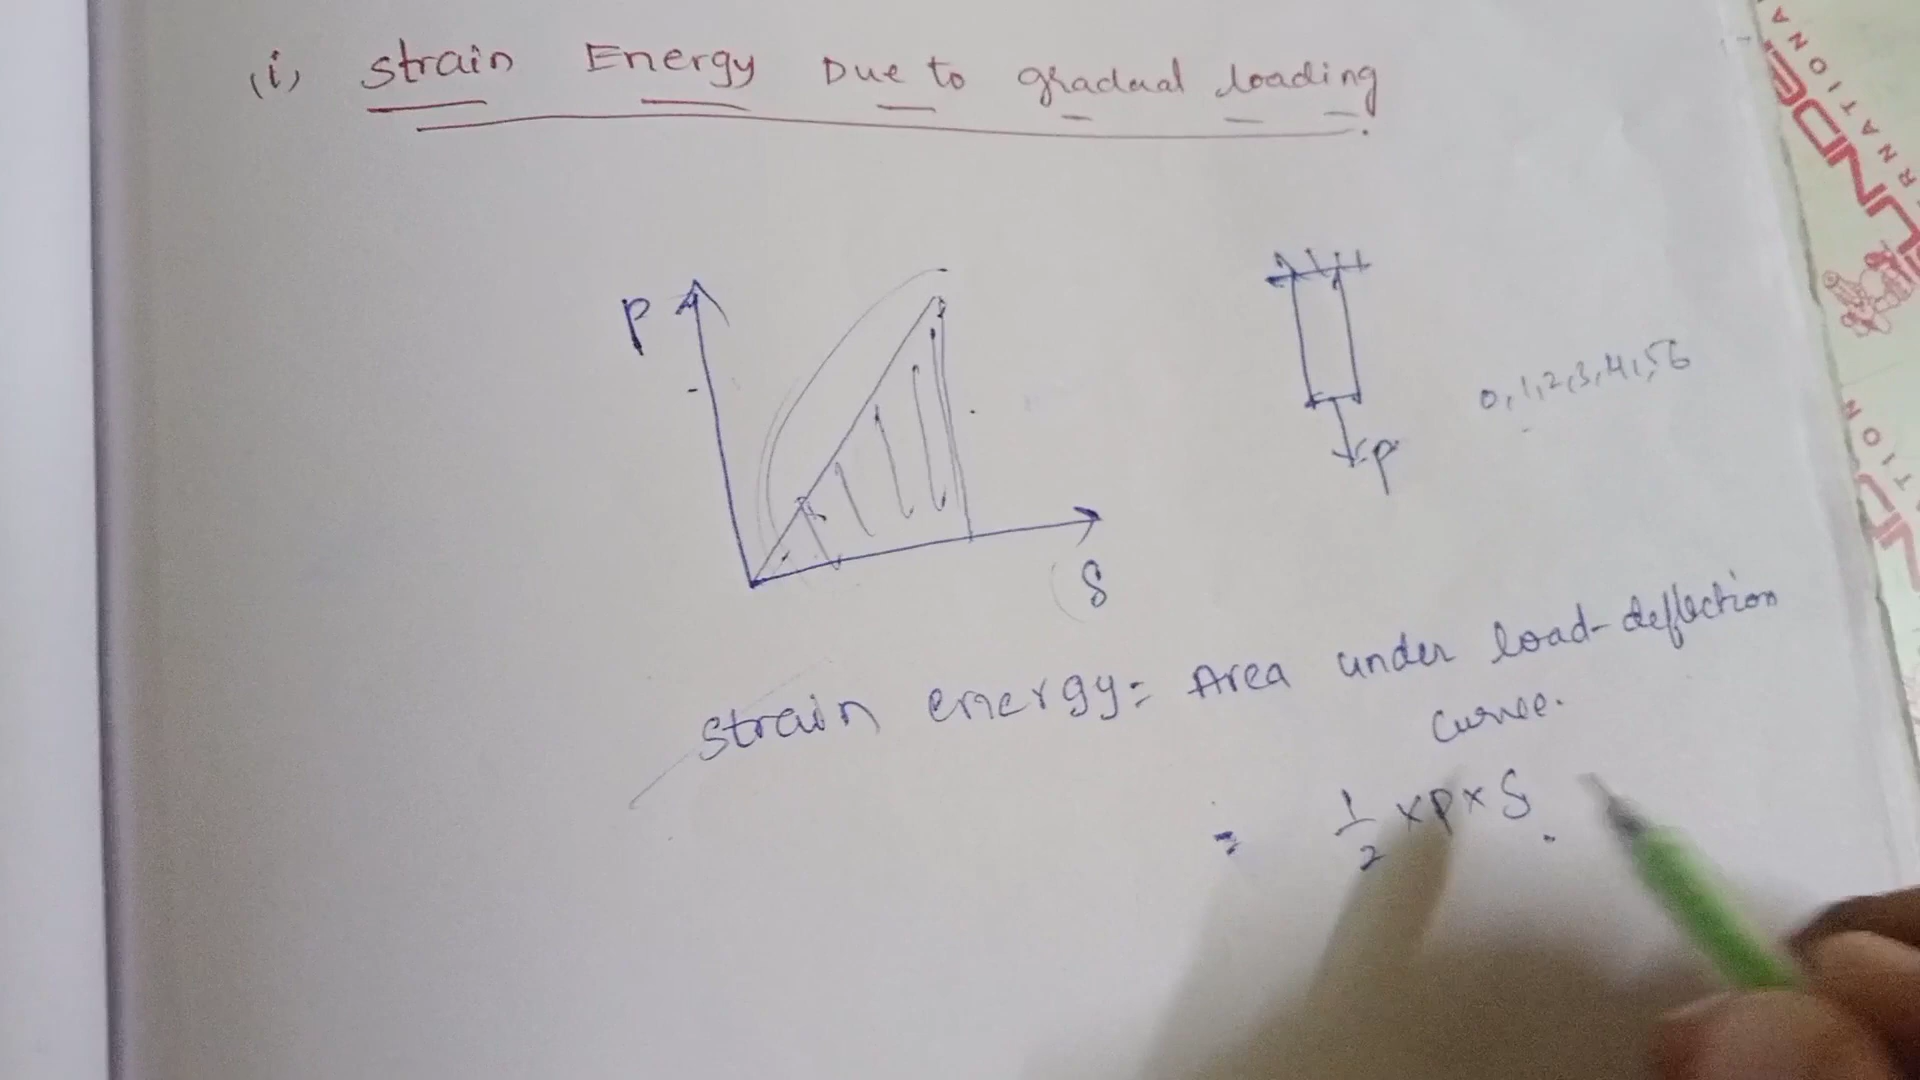 (i) Strain Energy Due to gradual loading.
P
0,1,2,3,4,5 6
P
δ
Strain energy = Area under load-deflection
curve.
= 1/2 × P × δ.
RNATIONA